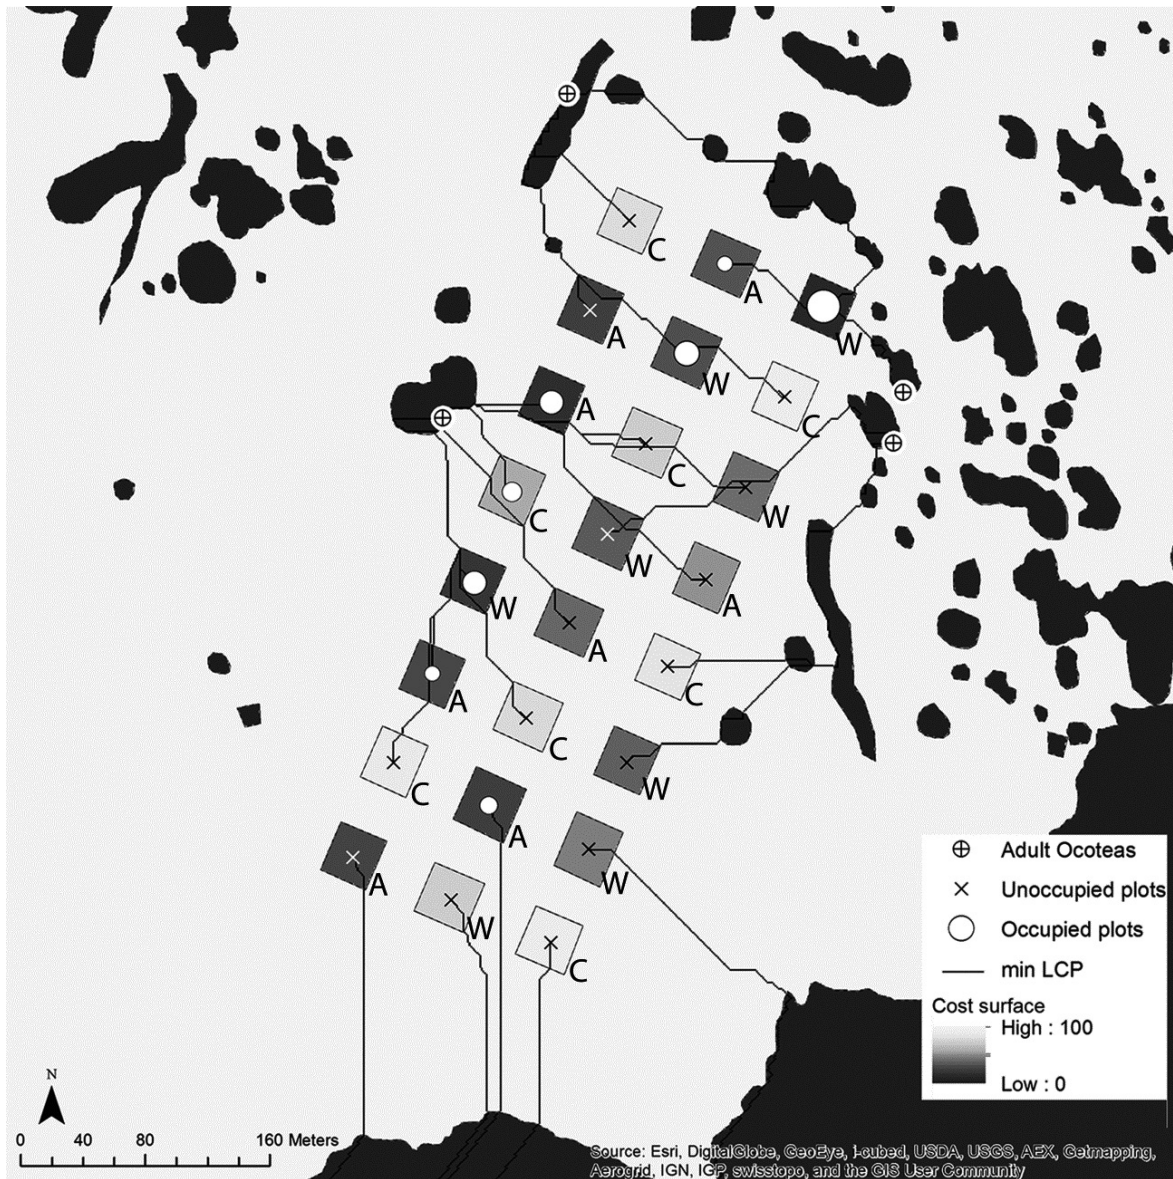 C
A
W
A
W
C
A
C
W
C
W
A
W
A
C
A
C
W
C
A
W
A
W
C
Adult Ocoteas
Unoccupied plots
Occupied plots
min LCP
Cost surface
High : 100
Low : 0
N
0 40 80 160 Meters
Source: Esri, DigitalGlobe, GeoEye, i-cubed, USDA, USGS, AEX, Getmapping,
Aerogrid, IGN, IGP, swisstopo, and the GIS User Community